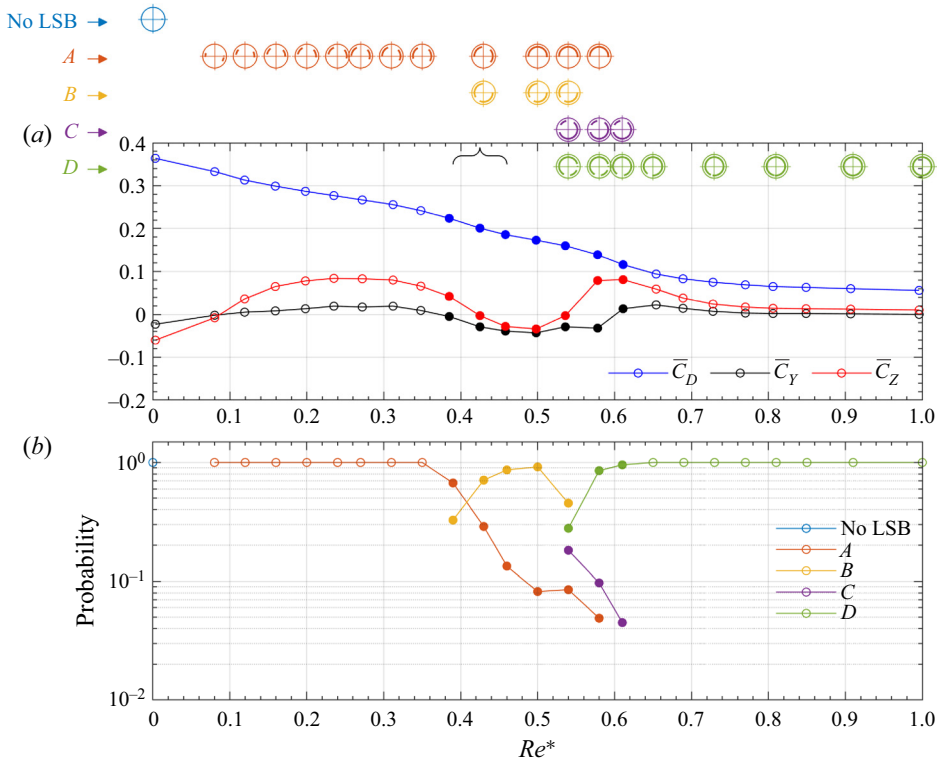 No LSB
A
B
C
D
(a)
0.4
0.3
0.2
0.1
0
–0.1
–0.2
C̅_D C̅_Y C̅_Z
0 0.1 0.2 0.3 0.4 0.5 0.6 0.7 0.8 0.9 1.0
(b)
10^0
10^{-1}
10^{-2}
Probability
No LSB
A
B
C
D
0 0.1 0.2 0.3 0.4 0.5 0.6 0.7 0.8 0.9 1.0
Re*